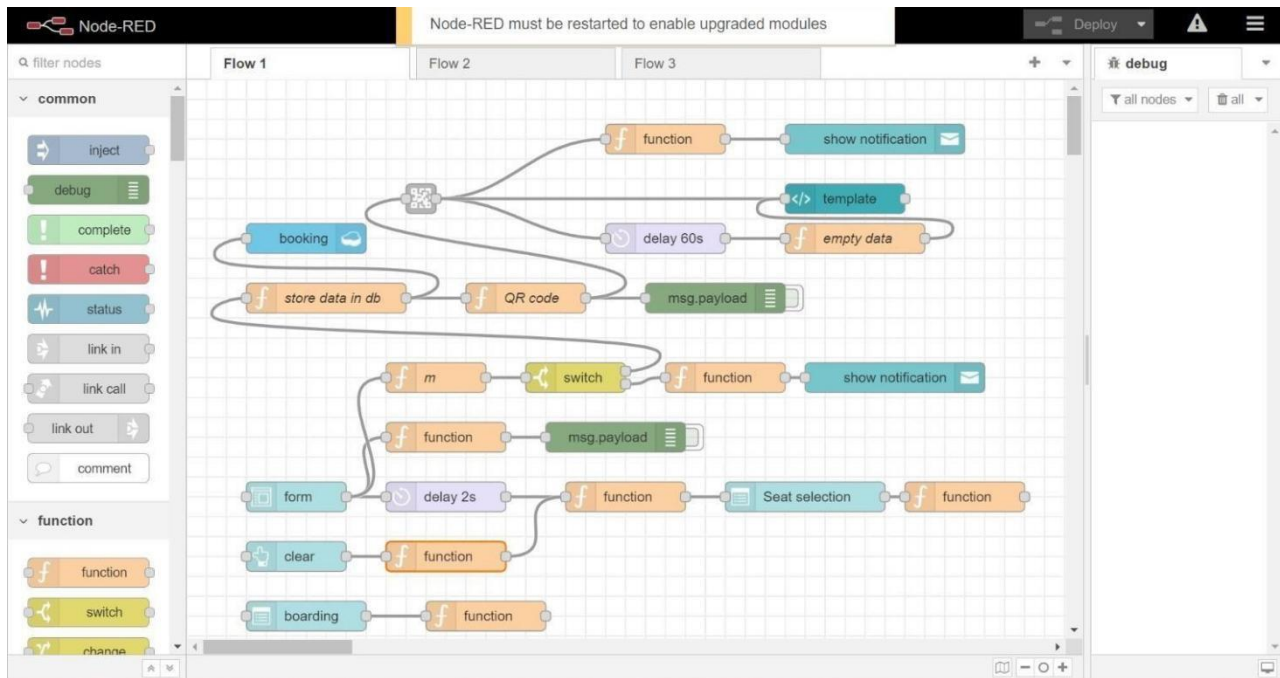 Node-RED
Node-RED must be restarted to enable upgraded modules
Deploy
filter nodes
Flow 1
Flow 2
Flow 3
debug
all nodes
all
common
inject
debug
complete
catch
status
link in
link call
link out
comment
function
function
switch
change
function
show notification
template
booking
delay 60s
empty data
store data in db
QR code
msg.payload
m
switch
function
show notification
function
msg.payload
form
delay 2s
function
Seat selection
function
clear
function
boarding
function